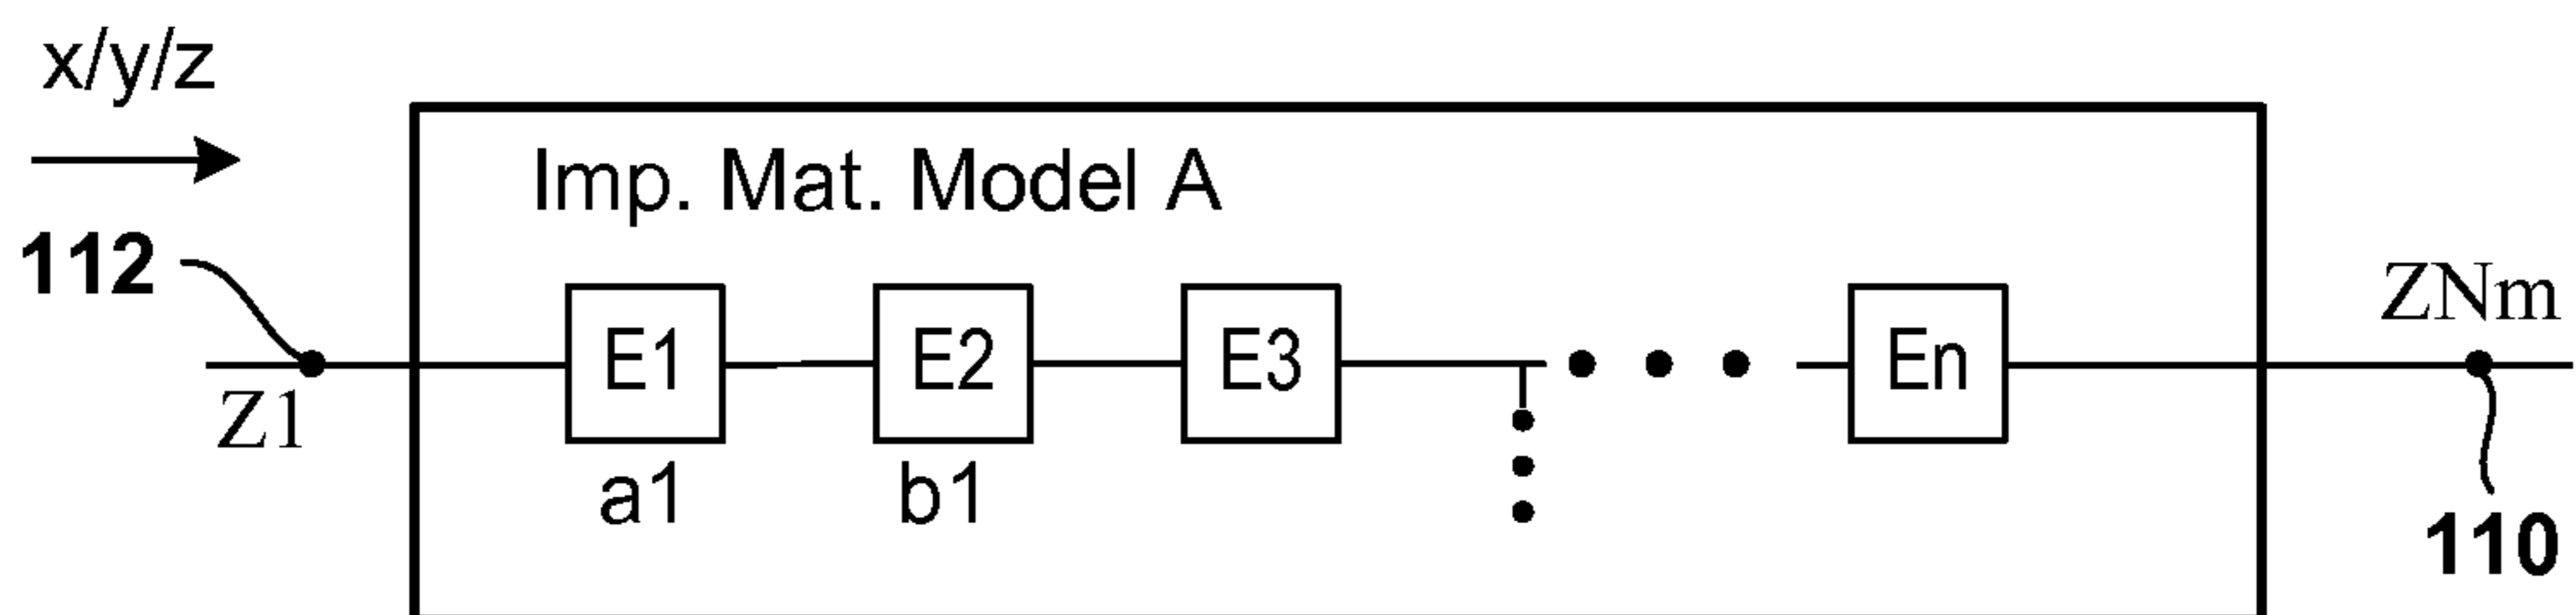 x/y/z
Imp. Mat. Model A
112
Z1
E1
E2
E3
En
ZNm
a1
b1
110